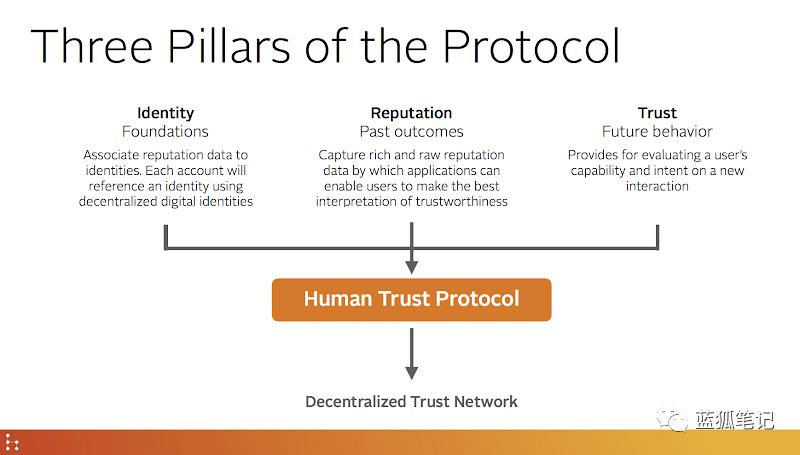 Three Pillars of the Protocol
Identity
Foundations
Associate reputation data to
identities. Each account will
reference an identity using
decentralized digital identities
Reputation
Past outcomes
Capture rich and raw reputation
data by which applications can
enable users to make the best
interpretation of trustworthiness
Trust
Future behavior
Provides for evaluating a user's
capability and intent on a new
interaction
Human Trust Protocol
Decentralized Trust Network
蓝狐笔记